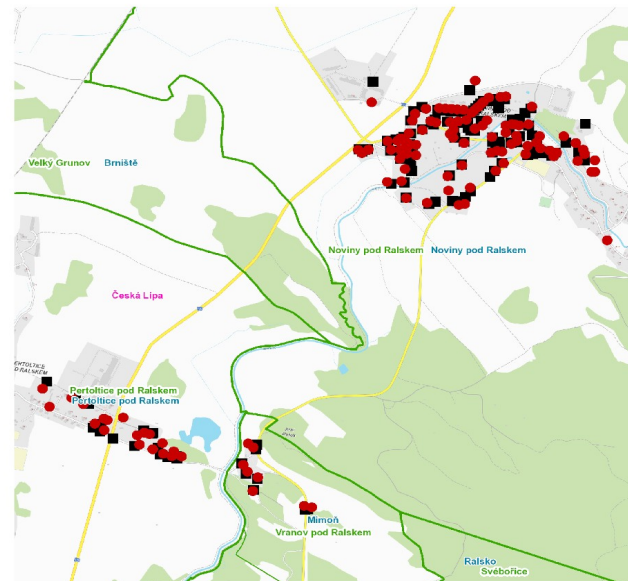 Velký Grunov
Brniště
Noviny pod Ralskem
Noviny pod Ralskem
Česká Lípa
Pertoltice pod Ralskem
Pertoltice pod Ralskem
Mimoň
Vranov pod Ralskem
Ralsko
Svébořice